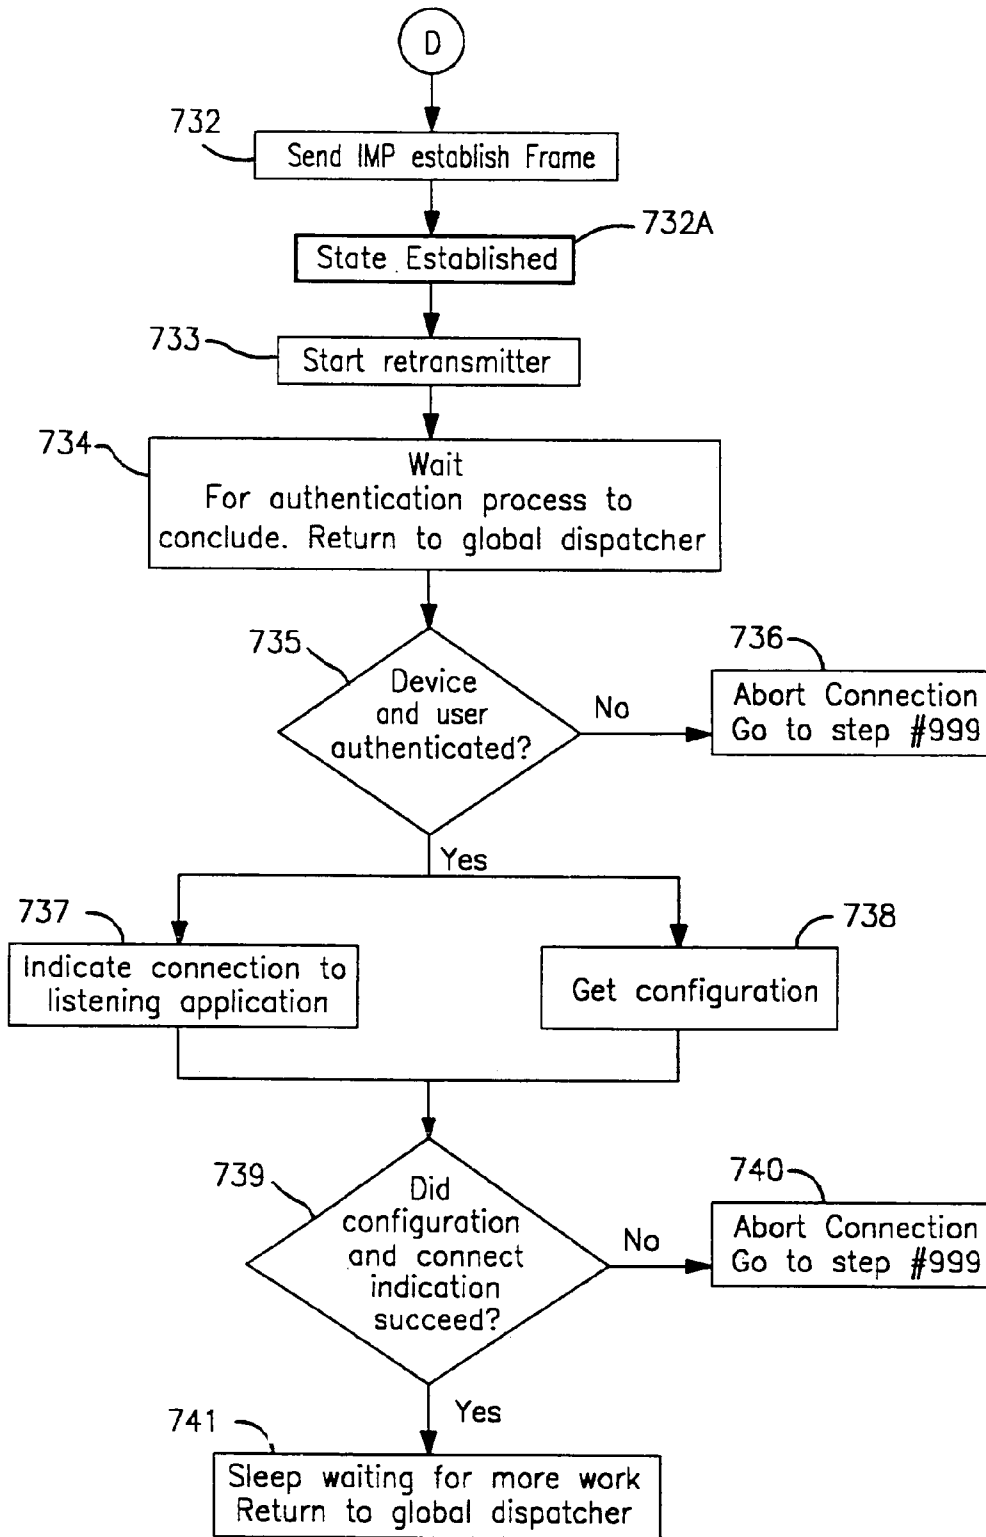 D
732
Send IMP establish Frame
732A
State Established
733
Start retransmitter
734
Wait
For authentication process to
conclude. Return to global dispatcher
735
Device
and user
authenticated?
No
736
Abort Connection
Go to step #999
Yes
737
Indicate connection to
listening application
738
Get configuration
739
Did
configuration
and connect
indication
succeed?
No
740
Abort Connection
Go to step #999
Yes
741
Sleep waiting for more work
Return to global dispatcher